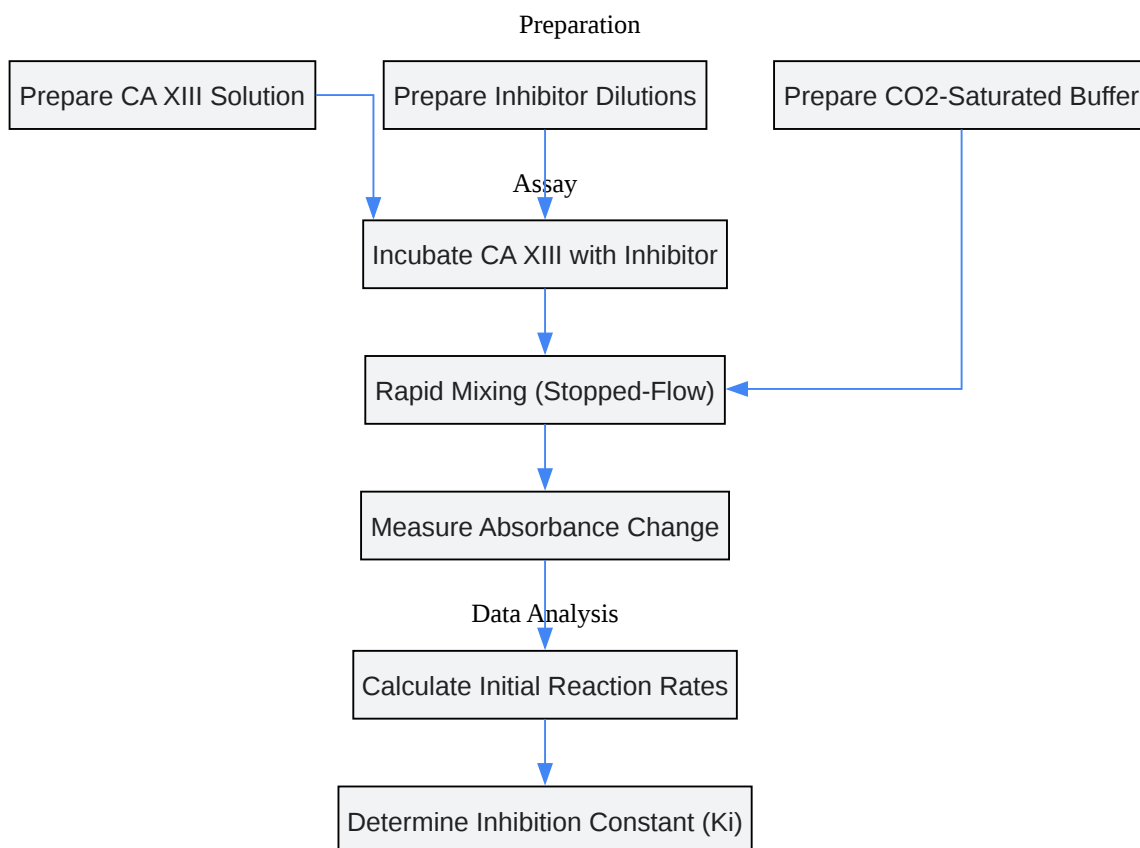 Preparation
Prepare CA XIII Solution
Prepare Inhibitor Dilutions
Prepare CO2-Saturated Buffer
Assay
Incubate CA XIII with Inhibitor
Rapid Mixing (Stopped-Flow)
Measure Absorbance Change
Data Analysis
Calculate Initial Reaction Rates
Determine Inhibition Constant (Ki)